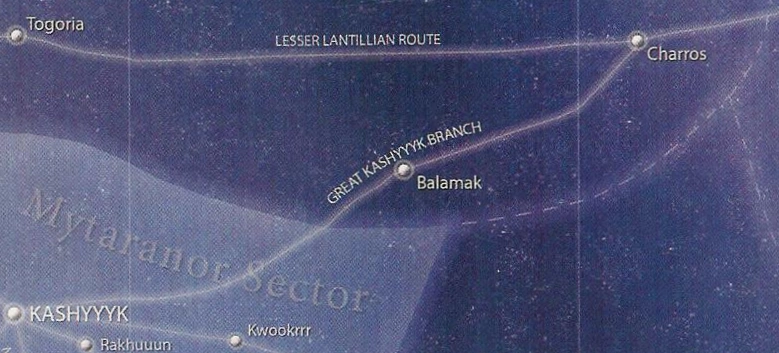 Togoria
LESSER LANTILLIAN ROUTE
Charros
GREAT KASHYYYK BRANCH
Balamak
Mytaranor Sector
KASHYYYK
Kwookrrr
Rakhuuun